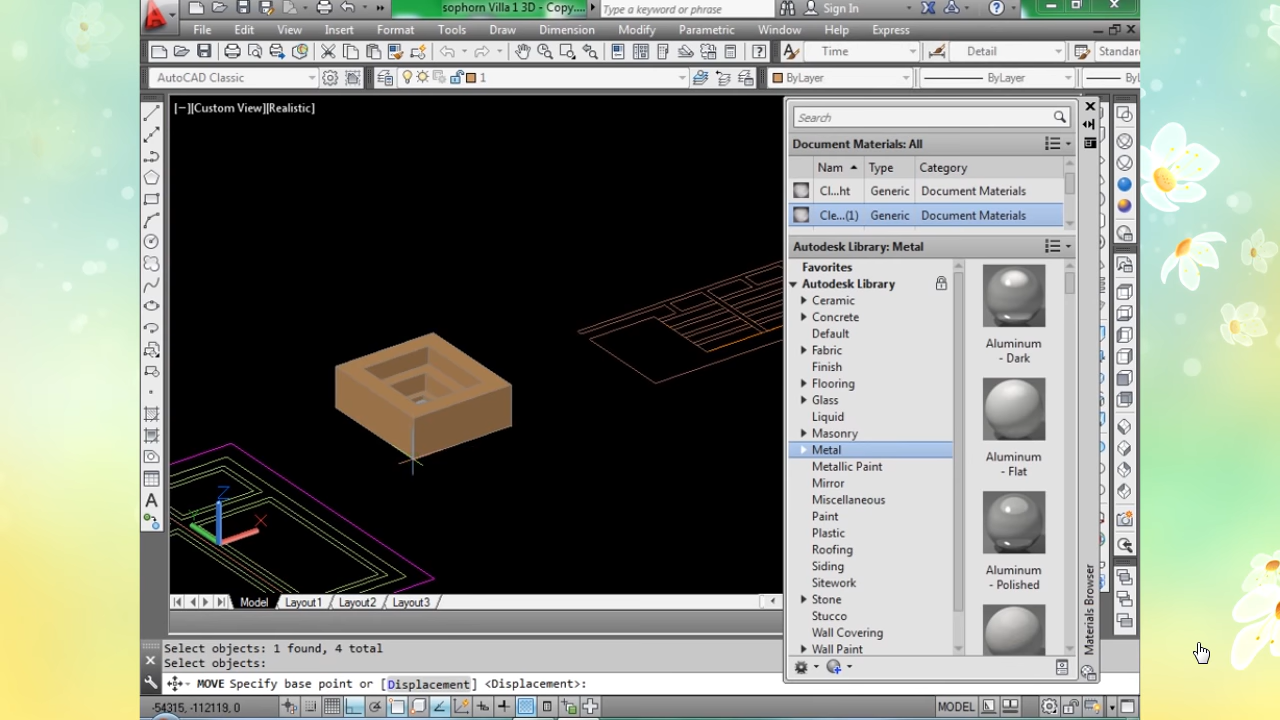 sophorn Villa 1 3D - Copy....
Type a keyword or phrase
Sign In
File Edit View Insert Format Tools Draw Dimension Modify Parametric Window Help Express
Time
Detail
Standar
AutoCAD Classic
1
ByLayer
ByLayer
ByL
[−][Custom View][Realistic]
Search
Document Materials: All
Nam Type Category
Cl...ht Generic Document Materials
Cle...(1) Generic Document Materials
Autodesk Library: Metal
Favorites
Autodesk Library
Ceramic
Concrete
Default
Fabric
Finish
Flooring
Glass
Liquid
Masonry
Metal
Metallic Paint
Mirror
Miscellaneous
Paint
Plastic
Roofing
Siding
Sitework
Stone
Stucco
Wall Covering
Wall Paint
Aluminum
- Dark
Aluminum
- Flat
Aluminum
- Polished
Materials Browser
Z
X
Model Layout1 Layout2 Layout3
Select objects: 1 found, 4 total
Select objects:
MOVE Specify base point or [Displacement] <Displacement>:
-54315, -112119, 0
MODEL